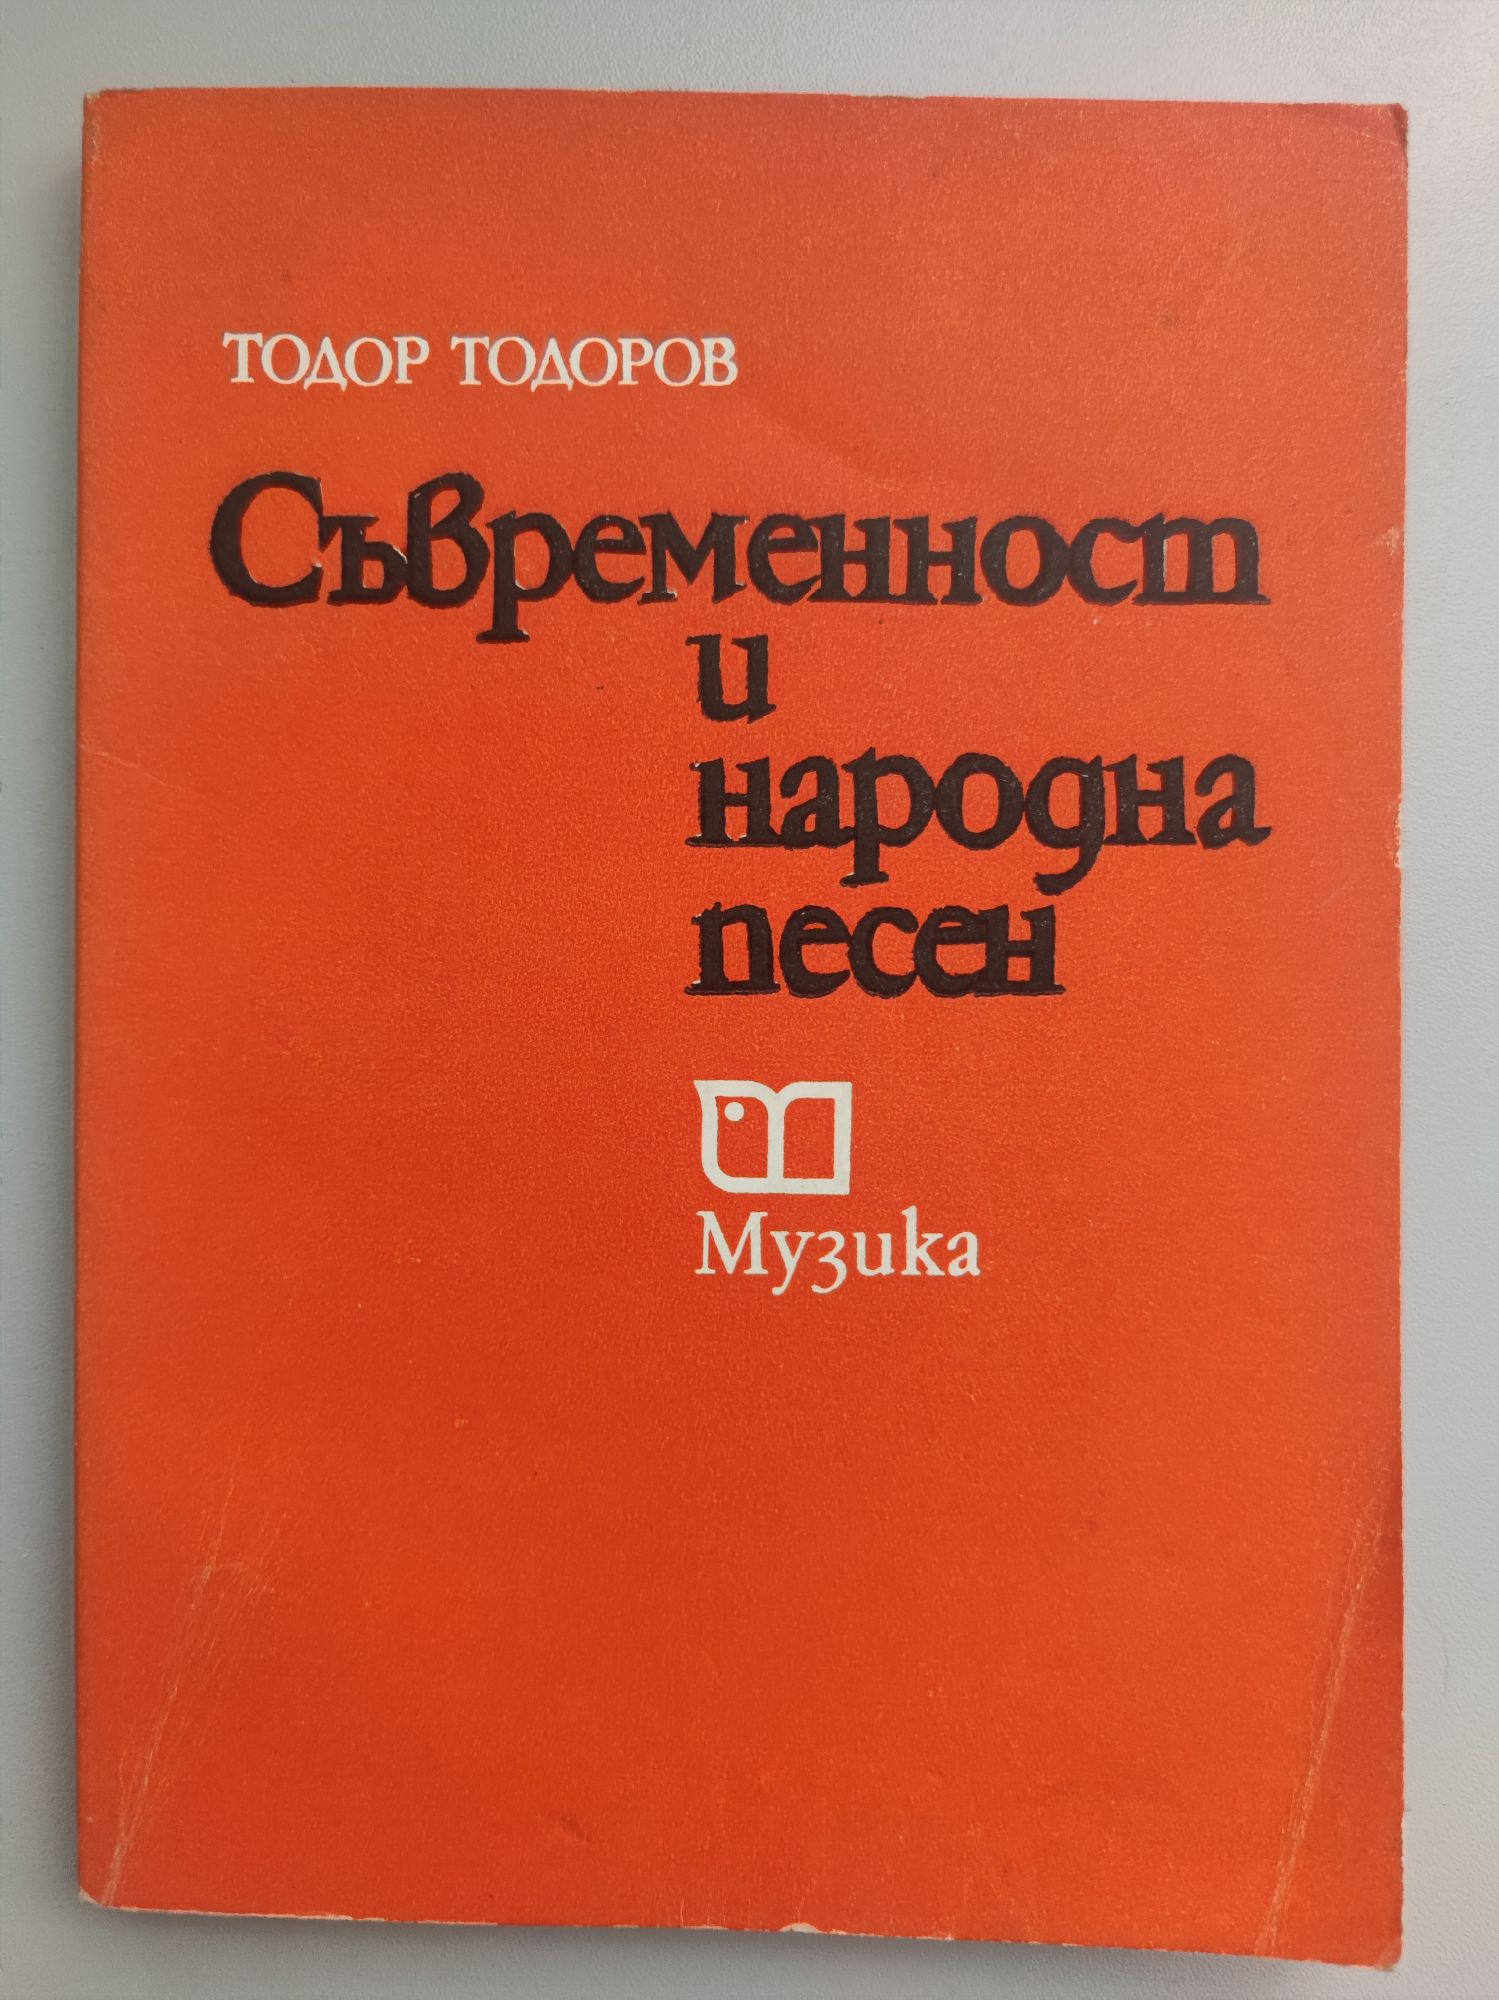 ТОДОР ТОДОРОВ
Съвременност
и
народна
песен
Музика